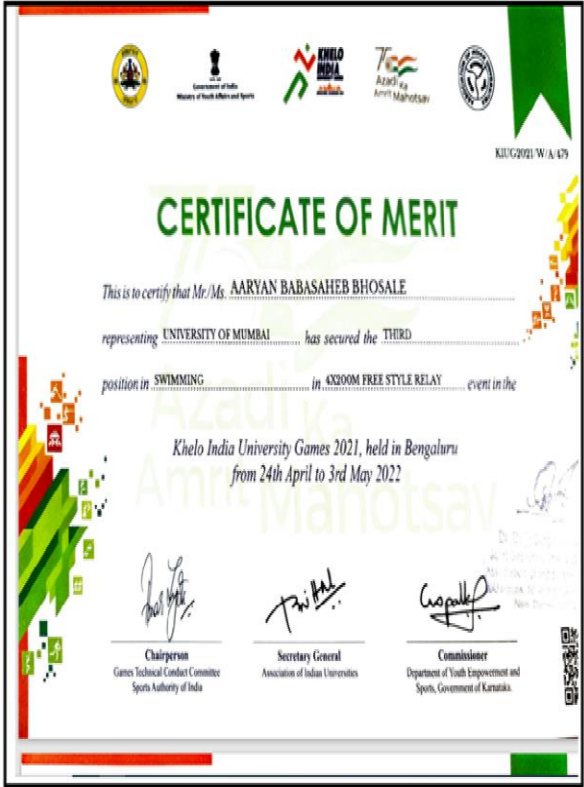 Government of India
Ministry of Youth Affairs and Sports
KHELO
INDIA
75
Azadi Ka
Amrit Mahotsav
KIUG2021/W/A/479
CERTIFICATE OF MERIT
This is to certify that Mr./Ms. AARYAN BABASAHEB BHOSALE
representing UNIVERSITY OF MUMBAI has secured the THIRD
position in SWIMMING in 4X200M FREE STYLE RELAY event in the
Khelo India University Games 2021, held in Bengaluru
from 24th April to 3rd May 2022
Azadi Ka
Amrit Mahotsav
Chairperson
Games Technical Conduct Committee
Sports Authority of India
Secretary General
Association of Indian Universities
Commissioner
Department of Youth Empowerment and
Sports, Government of Karnataka.